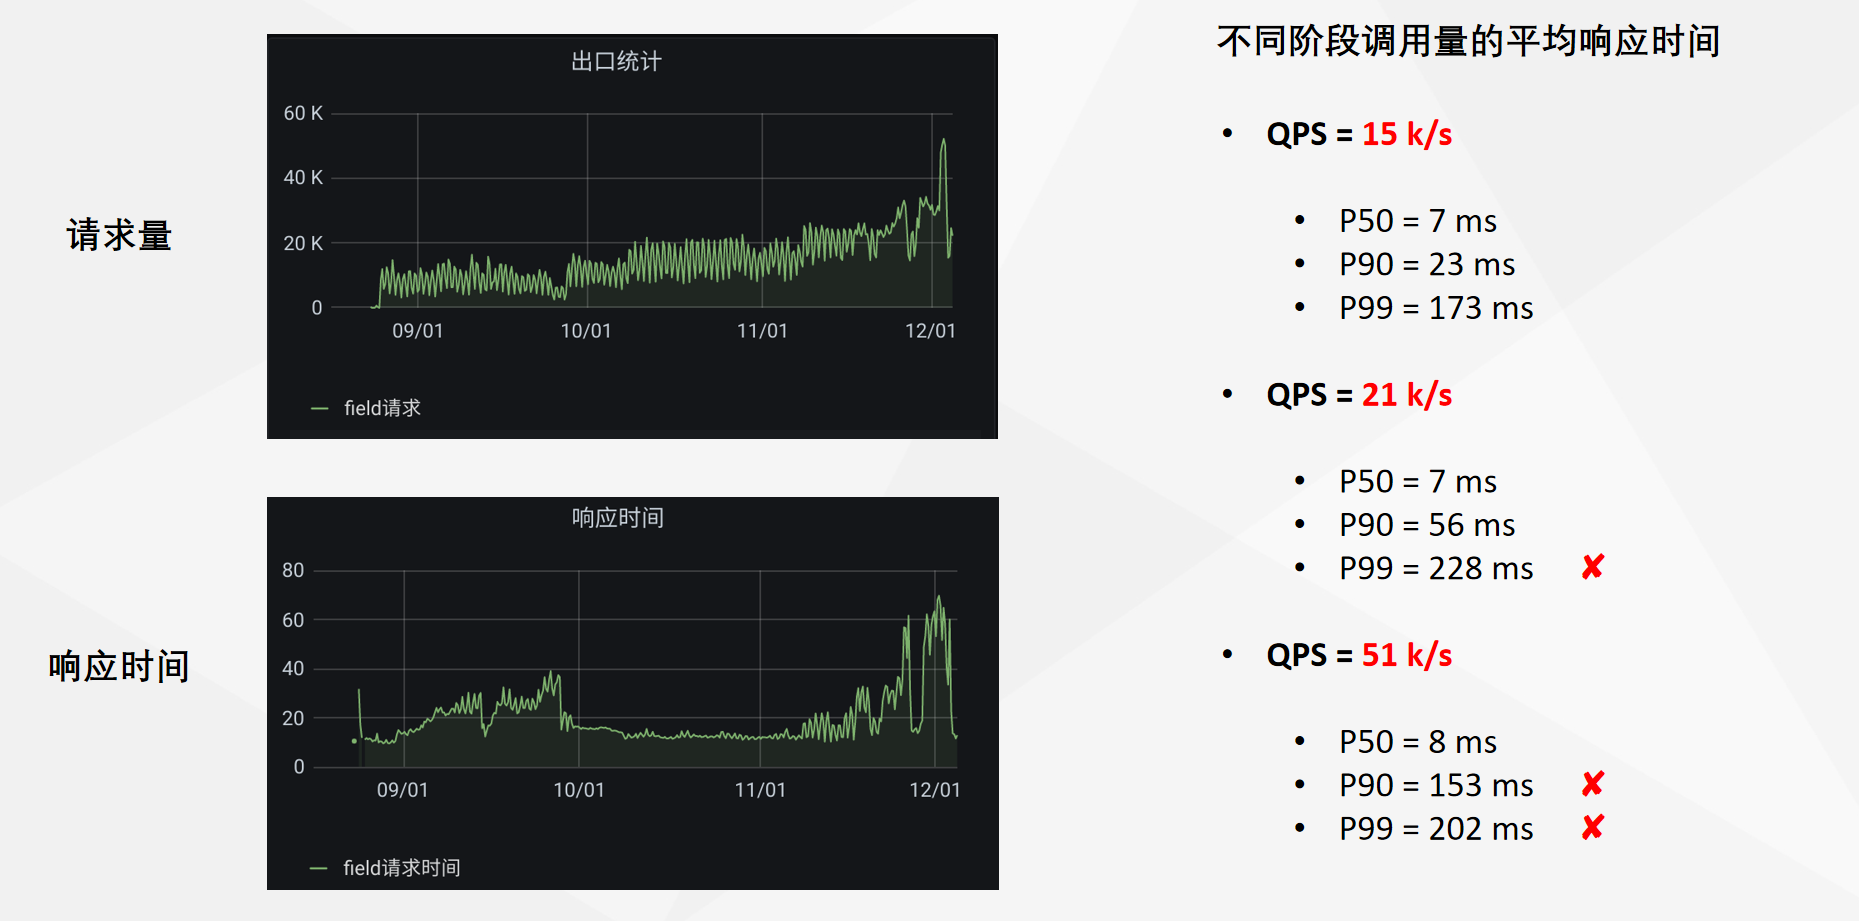 请求量
出口统计
60 K
40 K
20 K
0
09/01 10/01 11/01 12/01
field请求
响应时间
响应时间
80
60
40
20
0
09/01 10/01 11/01 12/01
field请求时间
不同阶段调用量的平均响应时间
• QPS = 15 k/s
• P50 = 7 ms
• P90 = 23 ms
• P99 = 173 ms
• QPS = 21 k/s
• P50 = 7 ms
• P90 = 56 ms
• P99 = 228 ms ✘
• QPS = 51 k/s
• P50 = 8 ms
• P90 = 153 ms ✘
• P99 = 202 ms ✘